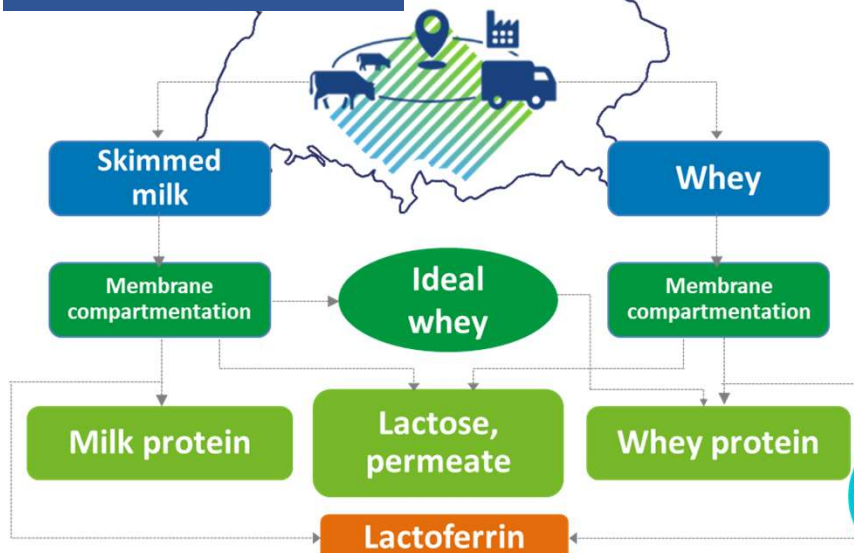 Skimmed
milk
Whey
Membrane
compartmentation
Ideal
whey
Membrane
compartmentation
Milk protein
Lactose,
permeate
Whey protein
Lactoferrin